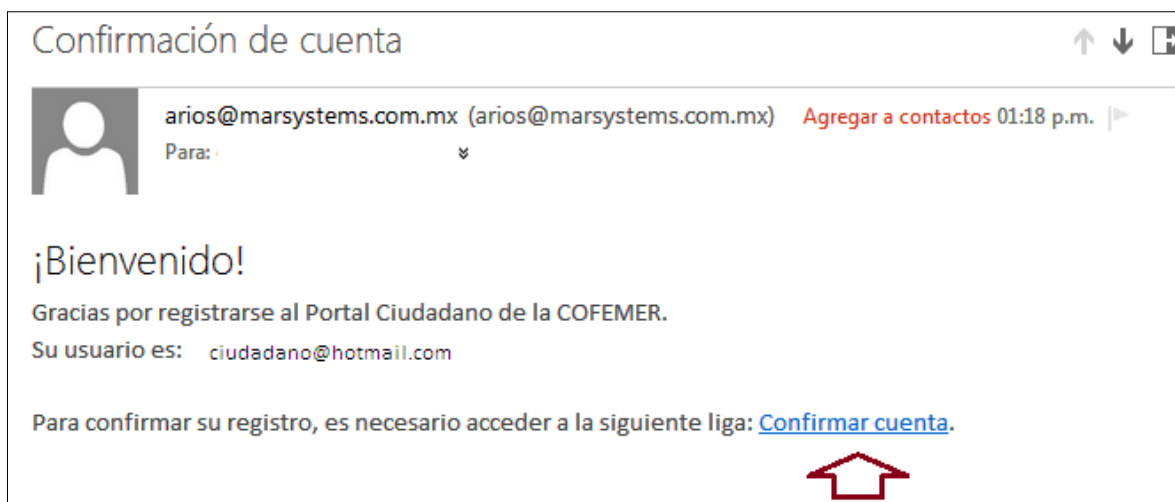 Confirmación de cuenta
arios@marsystems.com.mx (arios@marsystems.com.mx) Agregar a contactos 01:18 p.m.
Para:
¡Bienvenido!
Gracias por registrarse al Portal Ciudadano de la COFEMER.
Su usuario es: ciudadano@hotmail.com
Para confirmar su registro, es necesario acceder a la siguiente liga: Confirmar cuenta.